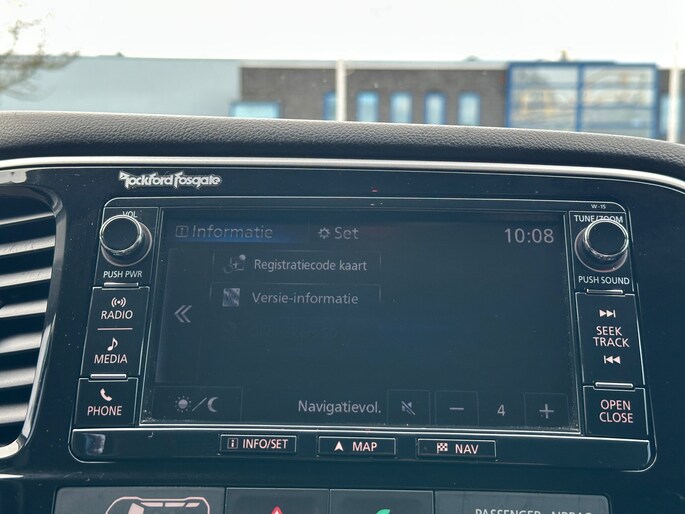 Rockford Fosgate
W-15
VOL
TUNE/ZOOM
Informatie
Set
10:08
PUSH PWR
PUSH SOUND
Registratiecode kaart
Versie-informatie
RADIO
MEDIA
PHONE
SEEK
TRACK
OPEN
CLOSE
Navigatievol.
4
INFO/SET
MAP
NAV
PASSENGER AIRBAG